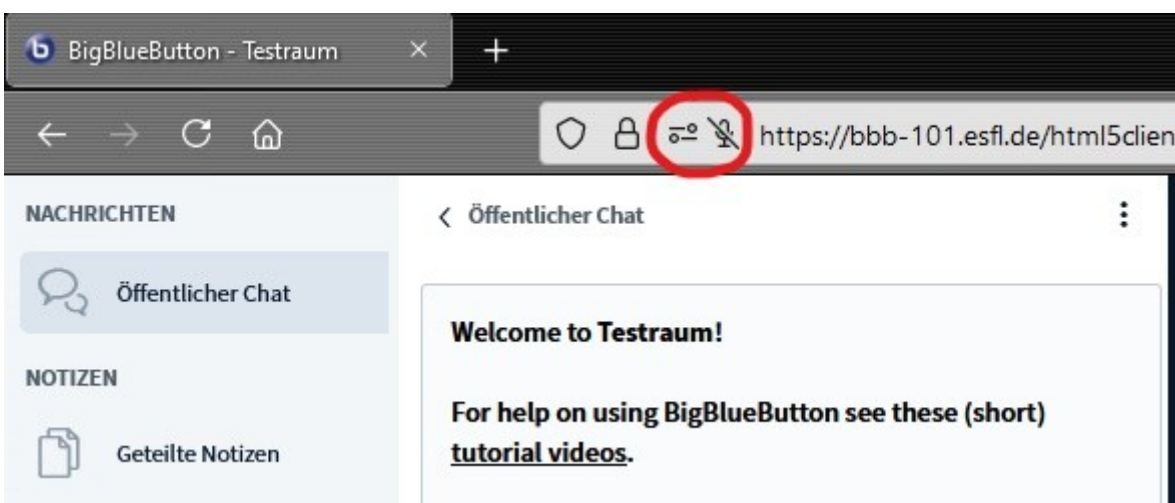 BigBlueButton - Testraum
https://bbb-101.esfl.de/html5clien
NACHRICHTEN
Öffentlicher Chat
NOTIZEN
Geteilte Notizen
Öffentlicher Chat
Welcome to Testraum!
For help on using BigBlueButton see these (short)
tutorial videos.